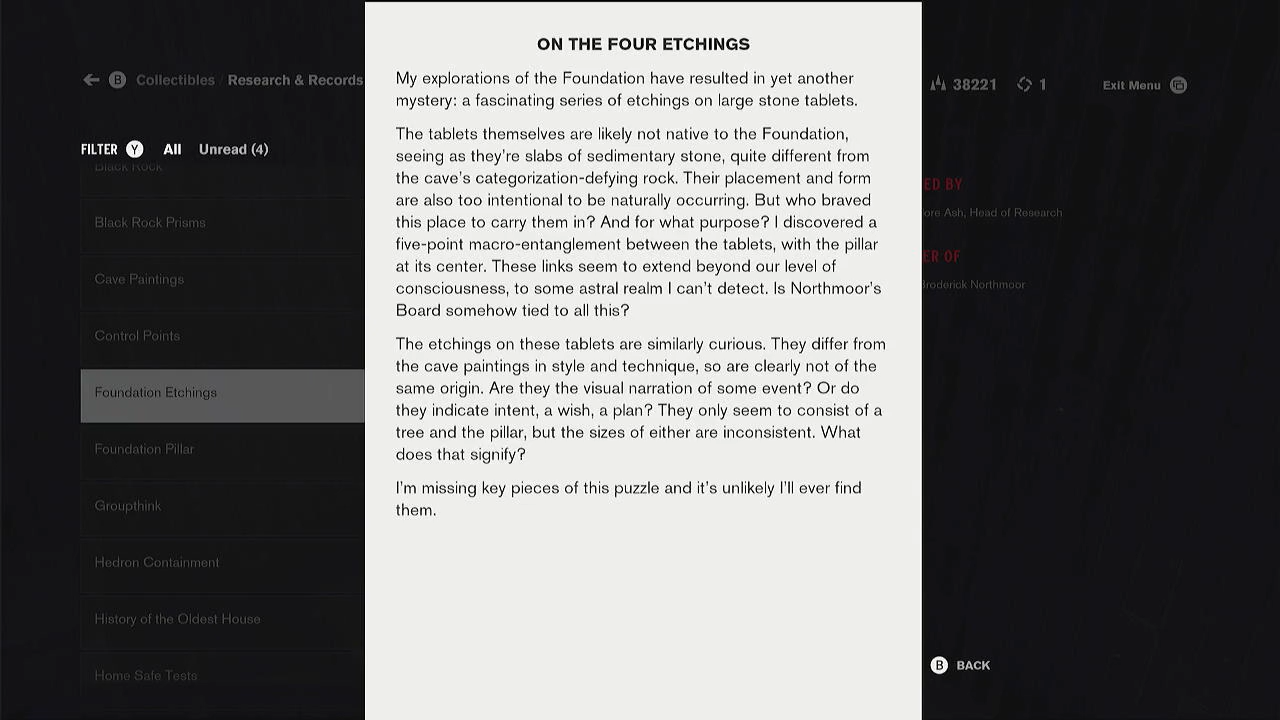 ON THE FOUR ETCHINGS
B Collectibles / Research & Records
38221 1 Exit Menu
FILTER Y All Unread (4)
Black Rock
Black Rock Prisms
Cave Paintings
Control Points
Foundation Etchings
Foundation Pillar
Groupthink
Hedron Containment
History of the Oldest House
Home Safe Tests
My explorations of the Foundation have resulted in yet another
mystery: a fascinating series of etchings on large stone tablets.
The tablets themselves are likely not native to the Foundation,
seeing as they're slabs of sedimentary stone, quite different from
the cave's categorization-defying rock. Their placement and form
are also too intentional to be naturally occurring. But who braved
this place to carry them in? And for what purpose? I discovered a
five-point macro-entanglement between the tablets, with the pillar
at its center. These links seem to extend beyond our level of
consciousness, to some astral realm I can't detect. Is Northmoor's
Board somehow tied to all this?
The etchings on these tablets are similarly curious. They differ from
the cave paintings in style and technique, so are clearly not of the
same origin. Are they the visual narration of some event? Or do
they indicate intent, a wish, a plan? They only seem to consist of a
tree and the pillar, but the sizes of either are inconsistent. What
does that signify?
I'm missing key pieces of this puzzle and it's unlikely I'll ever find
them.
ED BY
ore Ash, Head of Research
ER OF
Broderick Northmoor
B BACK